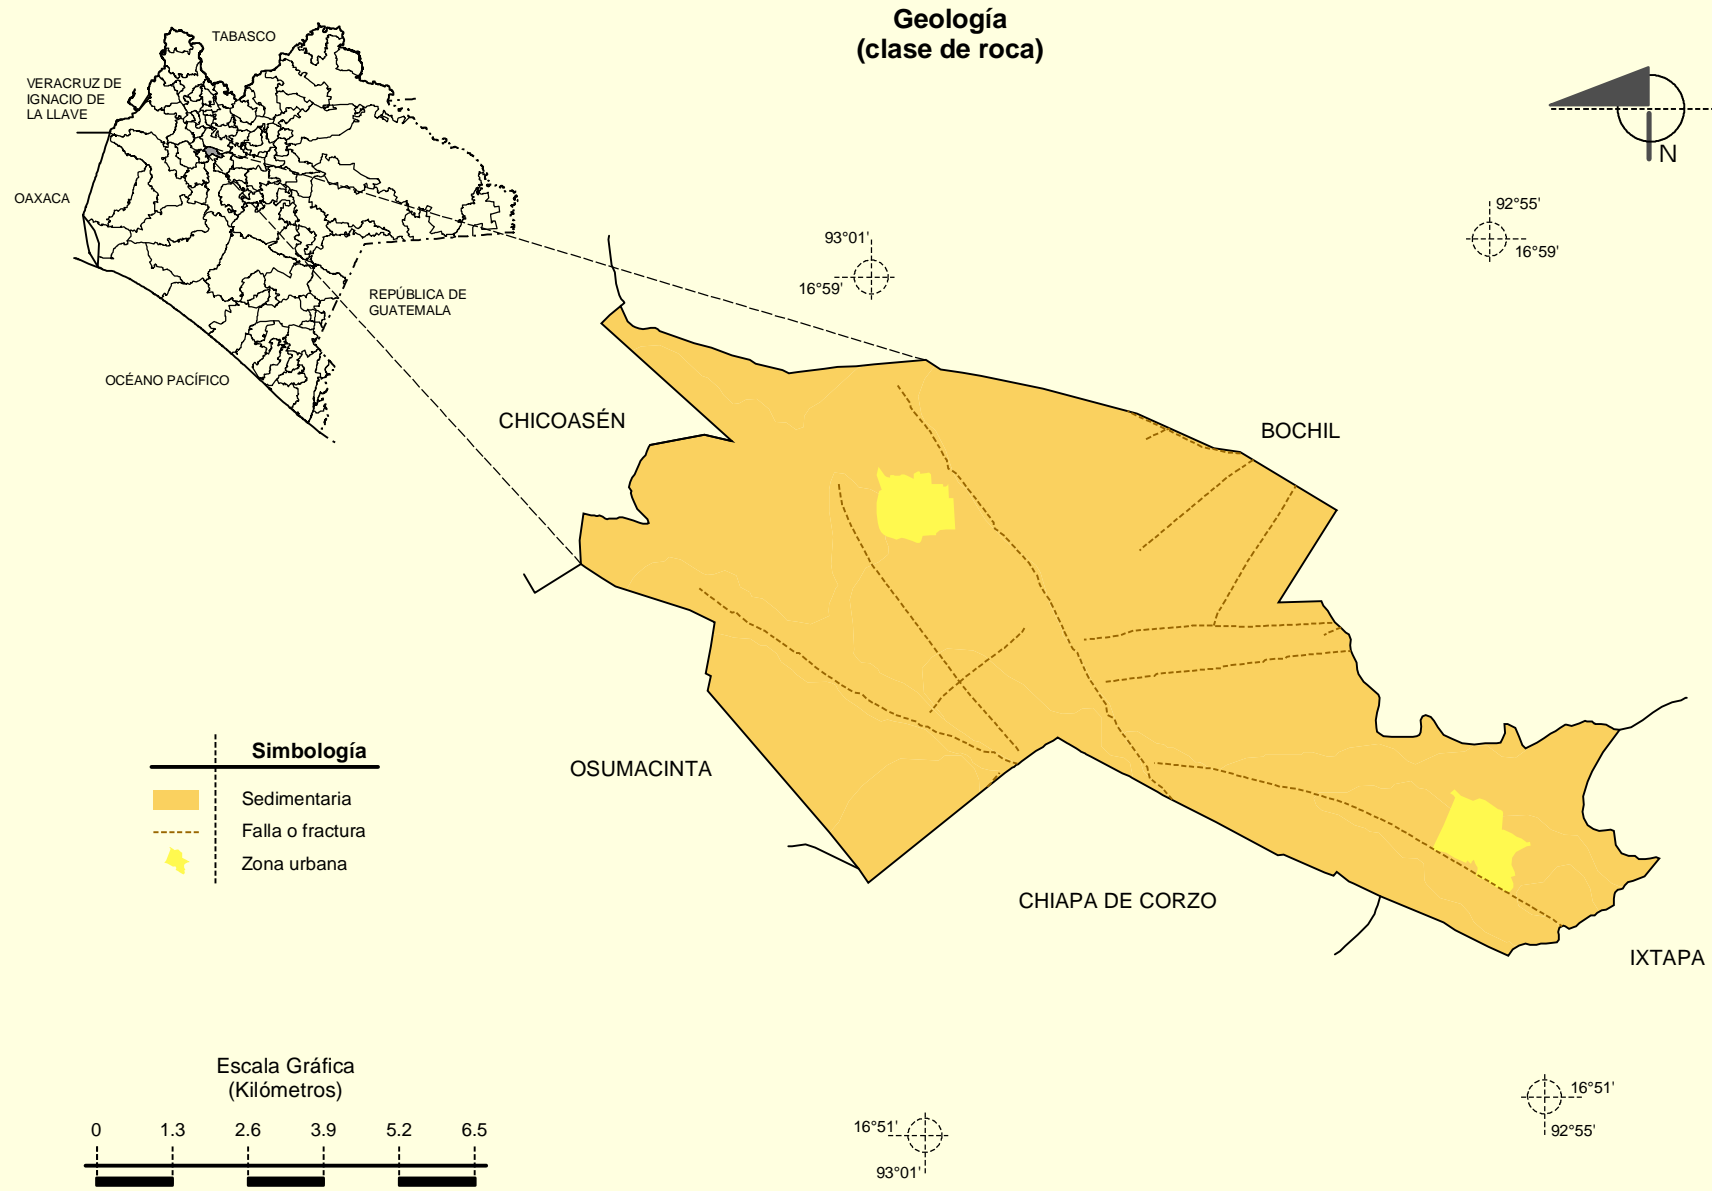 Geología
(clase de roca)
TABASCO
VERACRUZ DE
IGNACIO DE
LA LLAVE
OAXACA
REPÚBLICA DE
GUATEMALA
OCÉANO PACÍFICO
N
92°55'
16°59'
93°01'
16°59'
CHICOASÉN
BOCHIL
OSUMACINTA
CHIAPA DE CORZO
IXTAPA
Simbología
Sedimentaria
Falla o fractura
Zona urbana
Escala Gráfica
(Kilómetros)
0 1.3 2.6 3.9 5.2 6.5
16°51'
93°01'
16°51'
92°55'